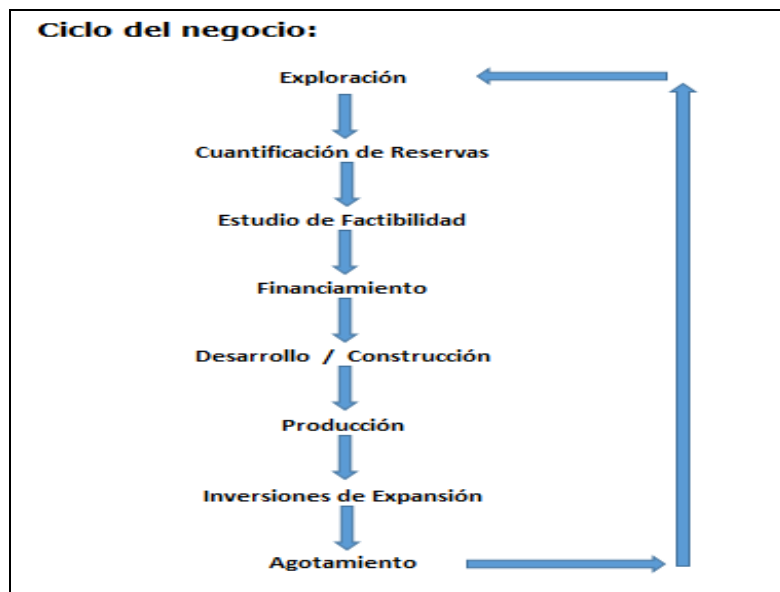 Ciclo del negocio:
Exploración
Cuantificación de Reservas
Estudio de Factibilidad
Financiamiento
Desarrollo / Construcción
Producción
Inversiones de Expansión
Agotamiento